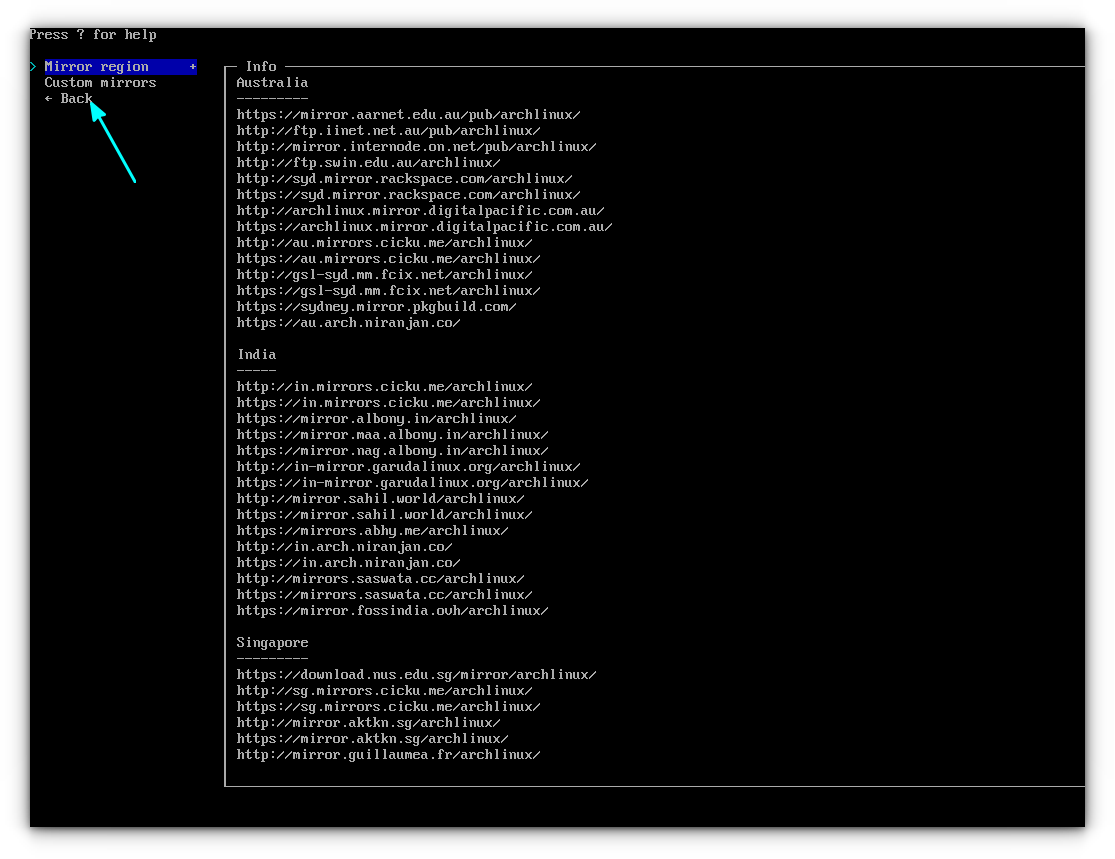 Press ? for help
> Mirror region +
Custom mirrors
← Back
Info
Australia
---------
https://mirror.aarnet.edu.au/pub/archlinux/
http://ftp.iinet.net.au/pub/archlinux/
http://mirror.internode.on.net/pub/archlinux/
http://ftp.swin.edu.au/archlinux/
http://syd.mirror.rackspace.com/archlinux/
https://syd.mirror.rackspace.com/archlinux/
http://archlinux.mirror.digitalpacific.com.au/
https://archlinux.mirror.digitalpacific.com.au/
http://au.mirrors.cicku.me/archlinux/
https://au.mirrors.cicku.me/archlinux/
http://gsl-syd.mm.fcix.net/archlinux/
https://gsl-syd.mm.fcix.net/archlinux/
https://sydney.mirror.pkgbuild.com/
https://au.arch.niranjan.co/
India
-----
http://in.mirrors.cicku.me/archlinux/
https://in.mirrors.cicku.me/archlinux/
https://mirror.albony.in/archlinux/
https://mirror.maa.albony.in/archlinux/
https://mirror.nag.albony.in/archlinux/
http://in-mirror.garudalinux.org/archlinux/
https://in-mirror.garudalinux.org/archlinux/
http://mirror.sahil.world/archlinux/
https://mirror.sahil.world/archlinux/
https://mirrors.abhy.me/archlinux/
http://in.arch.niranjan.co/
https://in.arch.niranjan.co/
http://mirrors.saswata.cc/archlinux/
https://mirrors.saswata.cc/archlinux/
https://mirror.fossindia.ovh/archlinux/
Singapore
---------
https://download.nus.edu.sg/mirror/archlinux/
http://sg.mirrors.cicku.me/archlinux/
https://sg.mirrors.cicku.me/archlinux/
http://mirror.aktkn.sg/archlinux/
https://mirror.aktkn.sg/archlinux/
http://mirror.guillaumea.fr/archlinux/